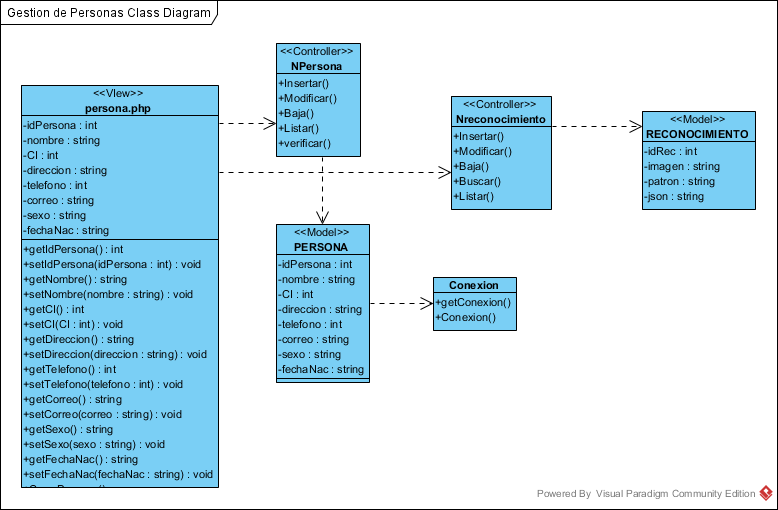 Gestion de Personas Class Diagram
<<VIew>>
persona.php
-idPersona : int
-nombre : string
-CI : int
-direccion : string
-telefono : int
-correo : string
-sexo : string
-fechaNac : string
+getIdPersona() : int
+setIdPersona(idPersona : int) : void
+getNombre() : string
+setNombre(nombre : string) : void
+getCI() : int
+setCI(CI : int) : void
+getDireccion() : string
+setDireccion(direccion : string) : void
+getTelefono() : int
+setTelefono(telefono : int) : void
+getCorreo() : string
+setCorreo(correo : string) : void
+getSexo() : string
+setSexo(sexo : string) : void
+getFechaNac() : string
+setFechaNac(fechaNac : string) : void
<<Controller>>
NPersona
+Insertar()
+Modificar()
+Baja()
+Listar()
+verificar()
<<Model>>
PERSONA
-idPersona : int
-nombre : string
-CI : int
-direccion : string
-telefono : int
-correo : string
-sexo : string
-fechaNac : string
<<Controller>>
Nreconocimiento
+Insertar()
+Modificar()
+Baja()
+Buscar()
+Listar()
Conexion
+getConexion()
+Conexion()
<<Model>>
RECONOCIMIENTO
-idRec : int
-imagen : string
-patron : string
-json : string
Powered By Visual Paradigm Community Edition